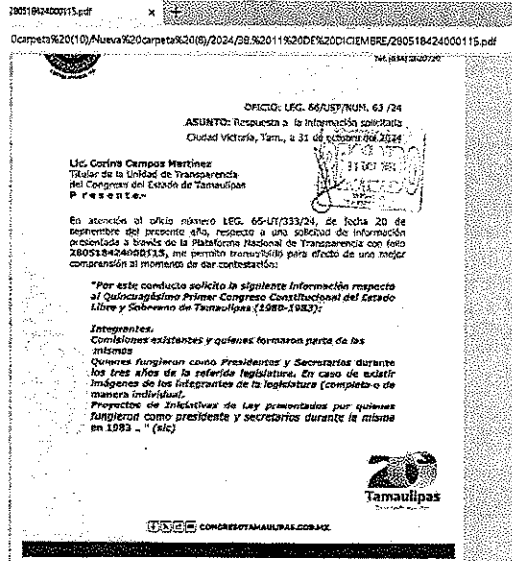 280518424000115.pdf
0carpeta%20(10)/Nueva%20carpeta%20(8)/2024/38.%2011%20DE%20DICIEMBRE/280518424000115.pdf
OFICIO: LEG. 66/USP/NUM. 63 /24
ASUNTO: Respuesta a la información solicitada
Ciudad Victoria, Tam., a 31 de octubre del 2024
31 OCT 2024
Lic. Corina Campos Martínez
Titular de la Unidad de Transparencia
del Congreso del Estado de Tamaulipas
P r e s e n t e.-
En atención al oficio número LEG. 65-UT/333/24, de fecha 20 de
septiembre del presente año, respecto a una solicitud de información
presentada a través de la Plataforma Nacional de Transparencia con folio
280518424000115, me permito transcribirlo para efecto de una mejor
comprensión al momento de dar contestación:
"Por este conducto solicito la siguiente información respecto
al Quincuagésimo Primer Congreso Constitucional del Estado
Libre y Soberano de Tamaulipas (1980-1983):
Integrantes.
Comisiones existentes y quienes formaron parte de las
mismas
Quienes fungieron como Presidentes y Secretarios durante
los tres años de la referida legislatura. En caso de existir
imágenes de los integrantes de la legislatura (completa o de
manera individual.
Proyectos de Iniciativas de Ley presentados por quienes
fungieron como presidente y secretarios durante la misma
en 1983 .. " (sic)
Tamaulipas
CONGRESOTAMAULIPAS.GOB.MX